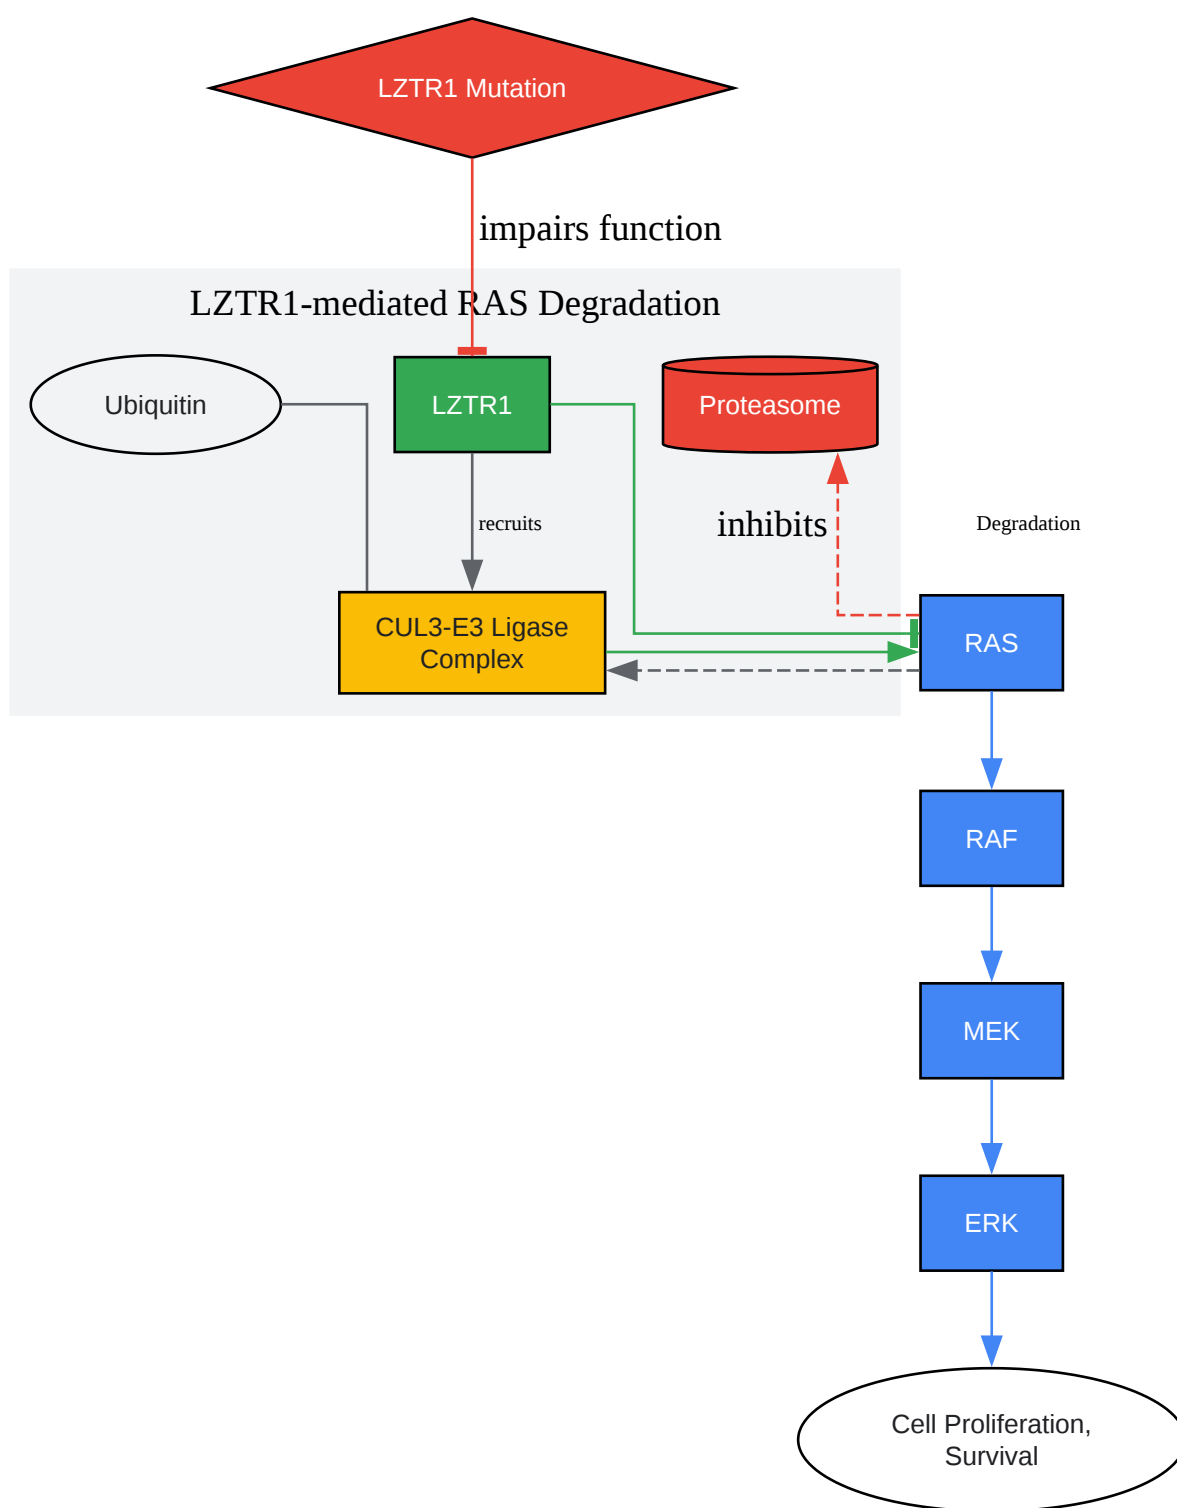 LZTR1 Mutation
impairs function
LZTR1-mediated RAS Degradation
Ubiquitin
LZTR1
Proteasome
recruits
inhibits
Degradation
CUL3-E3 Ligase
Complex
RAS
RAF
MEK
ERK
Cell Proliferation,
Survival